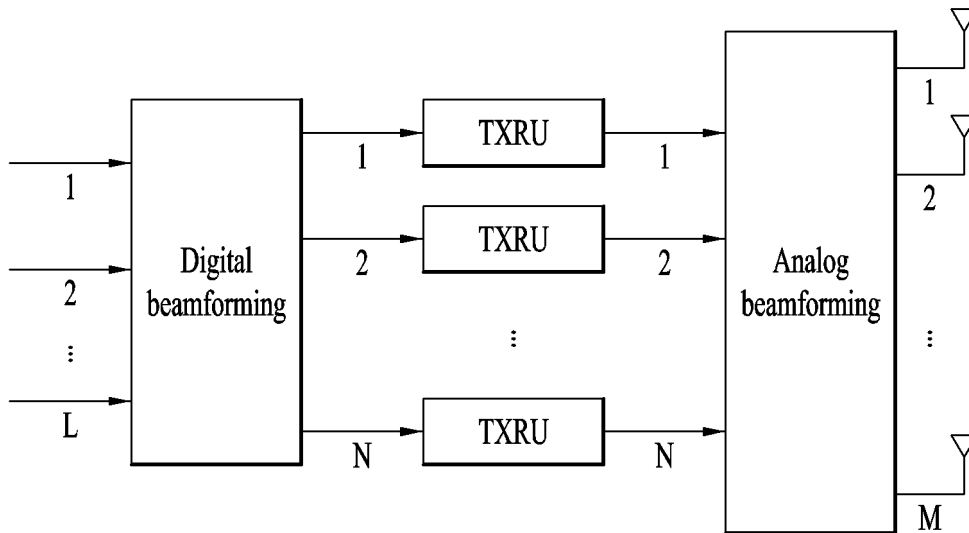 1
2
⋮
L
Digital
beamforming
1
2
N
TXRU
TXRU
⋮
TXRU
1
2
N
Analog
beamforming
1
2
⋮
M